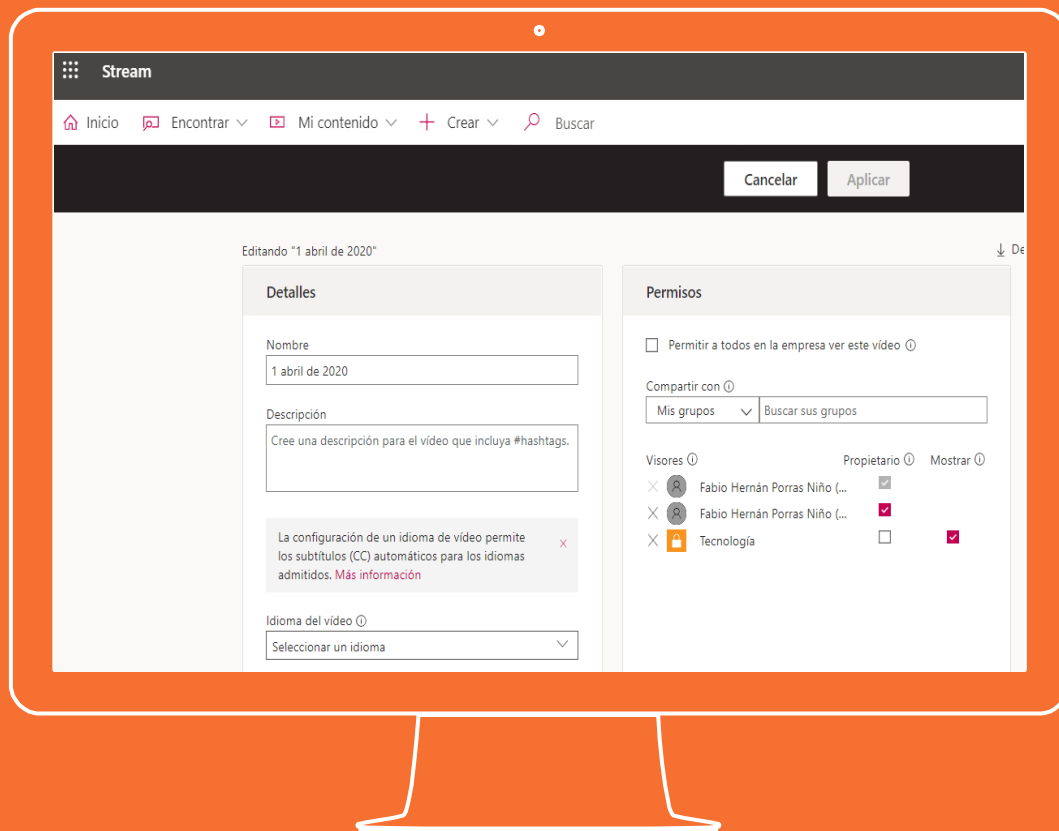 Stream
Inicio Encontrar Mi contenido Crear Buscar
Cancelar Aplicar
Editando "1 abril de 2020"
Detalles
Nombre
1 abril de 2020
Descripción
Cree una descripción para el vídeo que incluya #hashtags.
La configuración de un idioma de vídeo permite
los subtítulos (CC) automáticos para los idiomas
admitidos. Más información
Idioma del vídeo
Seleccionar un idioma
De
Permisos
Permitir a todos en la empresa ver este vídeo
Compartir con
Mis grupos Buscar sus grupos
Visores Propietario Mostrar
Fabio Hernán Porras Niño (...
Fabio Hernán Porras Niño (...
Tecnología